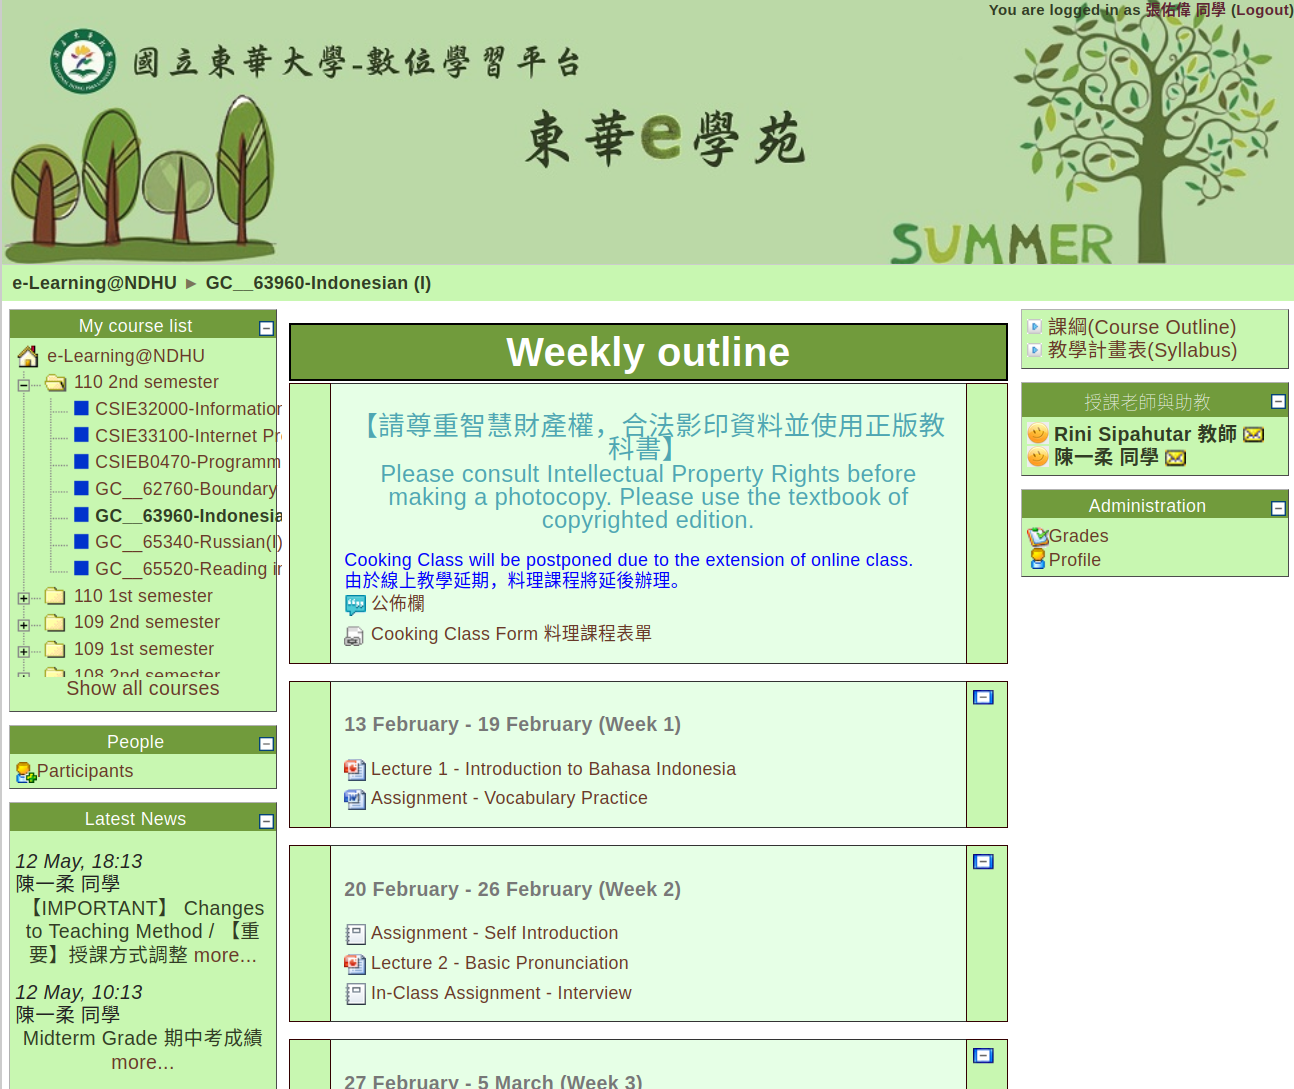 You are logged in as 張佑偉 同學 (Logout)
國立東華大學-數位學習平台
東華e學苑
SUMMER
e-Learning@NDHU ► GC__63960-Indonesian (I)
My course list
e-Learning@NDHU
110 2nd semester
CSIE32000-Information
CSIE33100-Internet Pr
CSIEB0470-Programm
GC__62760-Boundary
GC__63960-Indonesia
GC__65340-Russian(I)
GC__65520-Reading in
110 1st semester
109 2nd semester
109 1st semester
108 2nd semester
Show all courses
People
Participants
Latest News
12 May, 18:13
陳一柔 同學
【IMPORTANT】 Changes
to Teaching Method / 【重
要】授課方式調整 more...
12 May, 10:13
陳一柔 同學
Midterm Grade 期中考成績
more...
Weekly outline
【請尊重智慧財產權，合法影印資料並使用正版教
科書】
Please consult Intellectual Property Rights before
making a photocopy. Please use the textbook of
copyrighted edition.
Cooking Class will be postponed due to the extension of online class.
由於線上教學延期，料理課程將延後辦理。
公佈欄
Cooking Class Form 料理課程表單
13 February - 19 February (Week 1)
Lecture 1 - Introduction to Bahasa Indonesia
Assignment - Vocabulary Practice
20 February - 26 February (Week 2)
Assignment - Self Introduction
Lecture 2 - Basic Pronunciation
In-Class Assignment - Interview
27 February - 5 March (Week 3)
課綱(Course Outline)
教學計畫表(Syllabus)
授課老師與助教
Rini Sipahutar 教師
陳一柔 同學
Administration
Grades
Profile